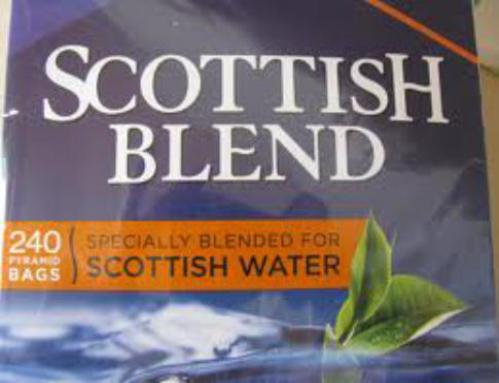 SCOTTISH
BLEND
240
PYRAMID
BAGS
SPECIALLY BLENDED FOR
SCOTTISH WATER